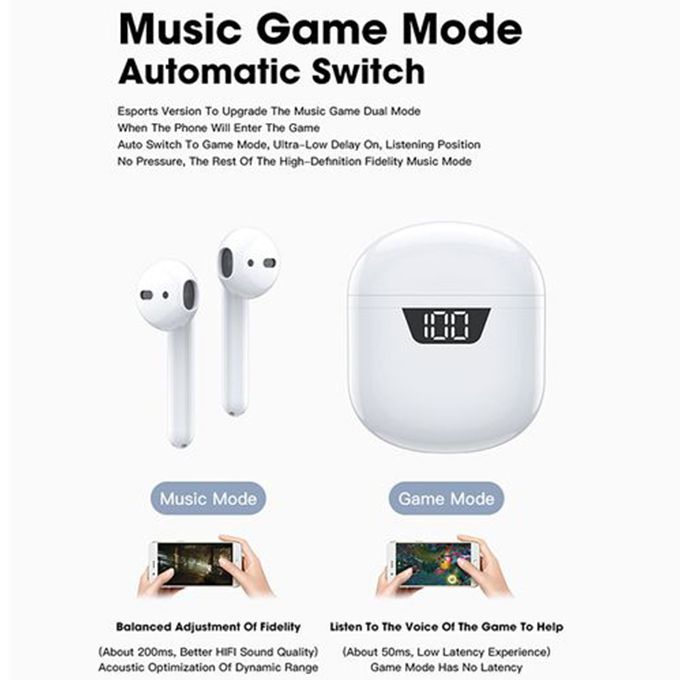 Music Game Mode
Automatic Switch
Esports Version To Upgrade The Music Game Dual Mode
When The Phone Will Enter The Game
Auto Switch To Game Mode, Ultra-Low Delay On, Listening Position
No Pressure, The Rest Of The High-Definition Fidelity Music Mode
100
Music Mode
Game Mode
Balanced Adjustment Of Fidelity
Listen To The Voice Of The Game To Help
(About 200ms, Better HIFI Sound Quality)
Acoustic Optimization Of Dynamic Range
(About 50ms, Low Latency Experience)
Game Mode Has No Latency